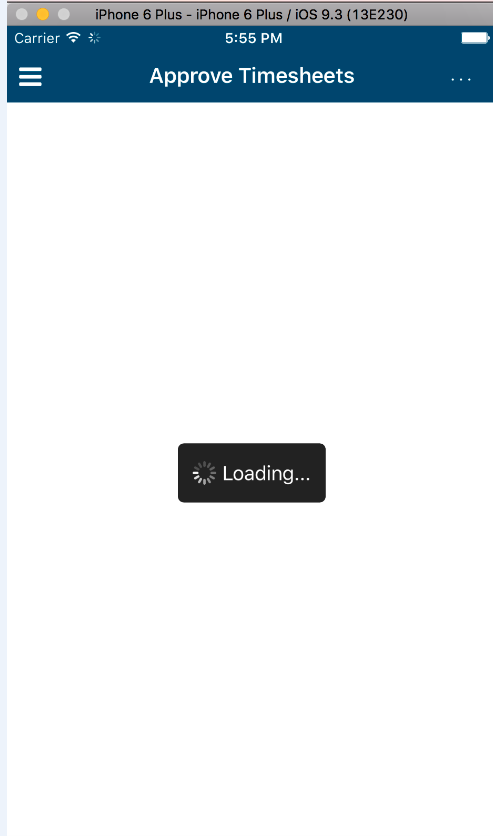 iPhone 6 Plus - iPhone 6 Plus / iOS 9.3 (13E230)
Carrier 5:55 PM
Approve Timesheets ...
Loading...